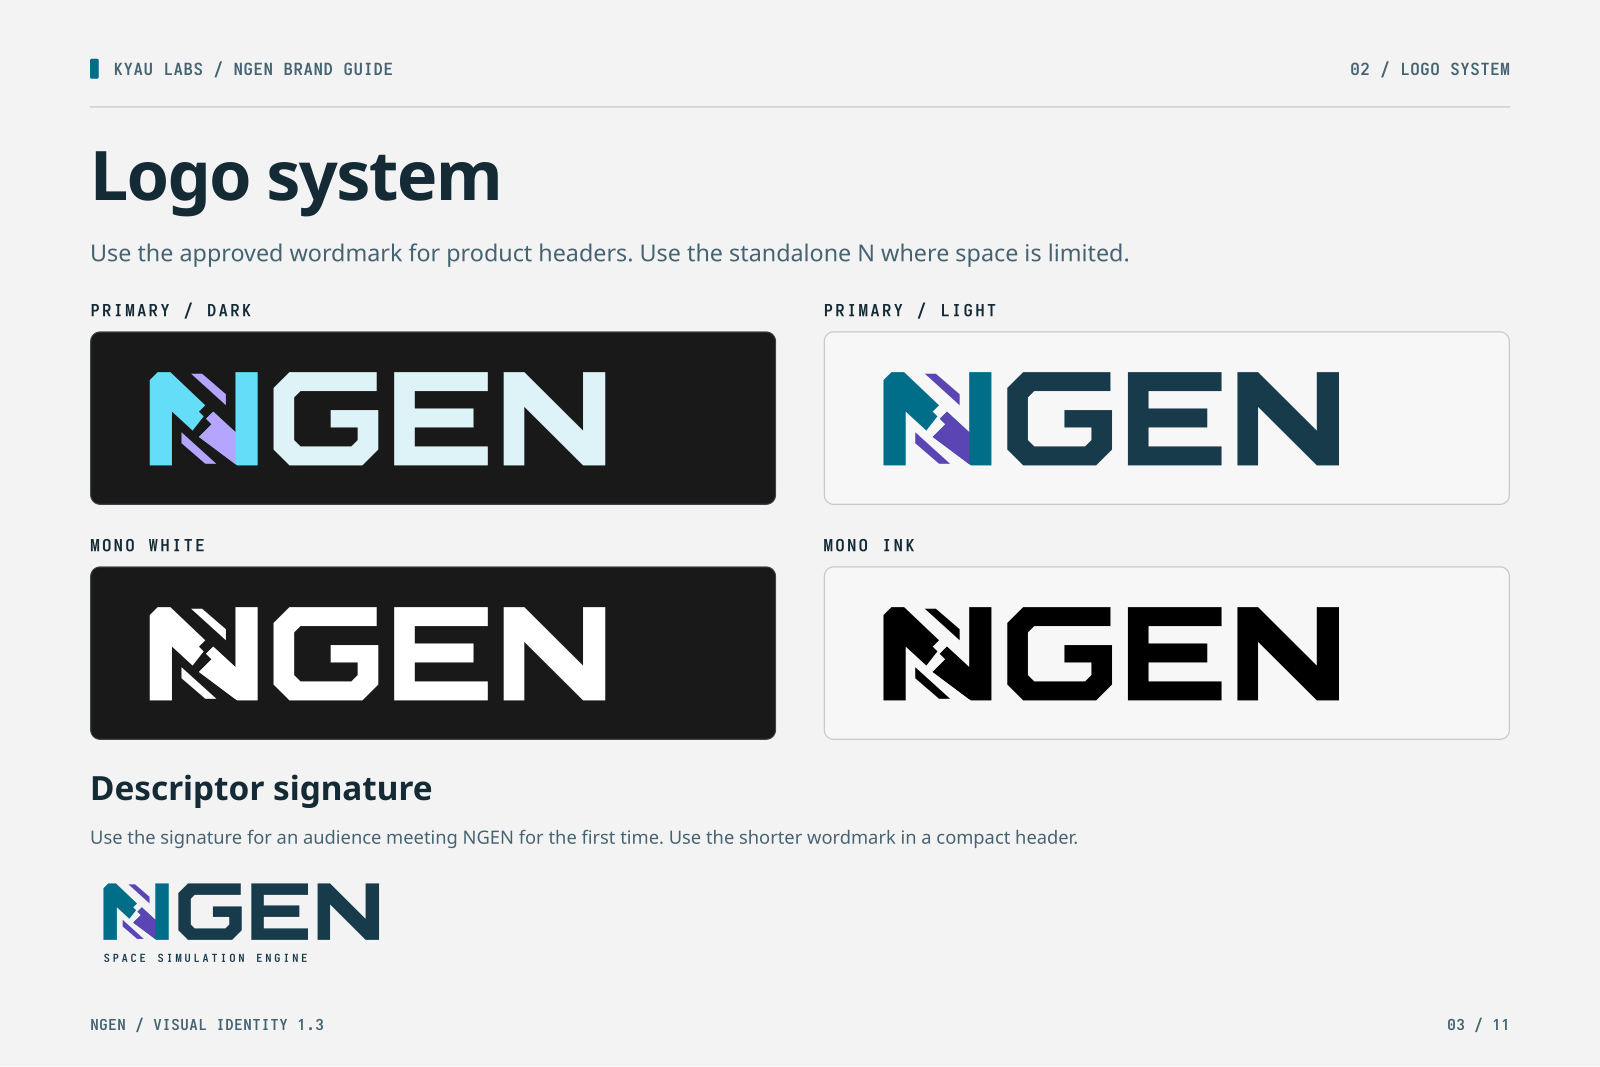 KYAU LABS / NGEN BRAND GUIDE
02 / LOGO SYSTEM
Logo system
Use the approved wordmark for product headers. Use the standalone N where space is limited.
PRIMARY / DARK
NGEN
PRIMARY / LIGHT
NGEN
MONO WHITE
NGEN
MONO INK
NGEN
Descriptor signature
Use the signature for an audience meeting NGEN for the first time. Use the shorter wordmark in a compact header.
NGEN
SPACE SIMULATION ENGINE
NGEN / VISUAL IDENTITY 1.3
03 / 11